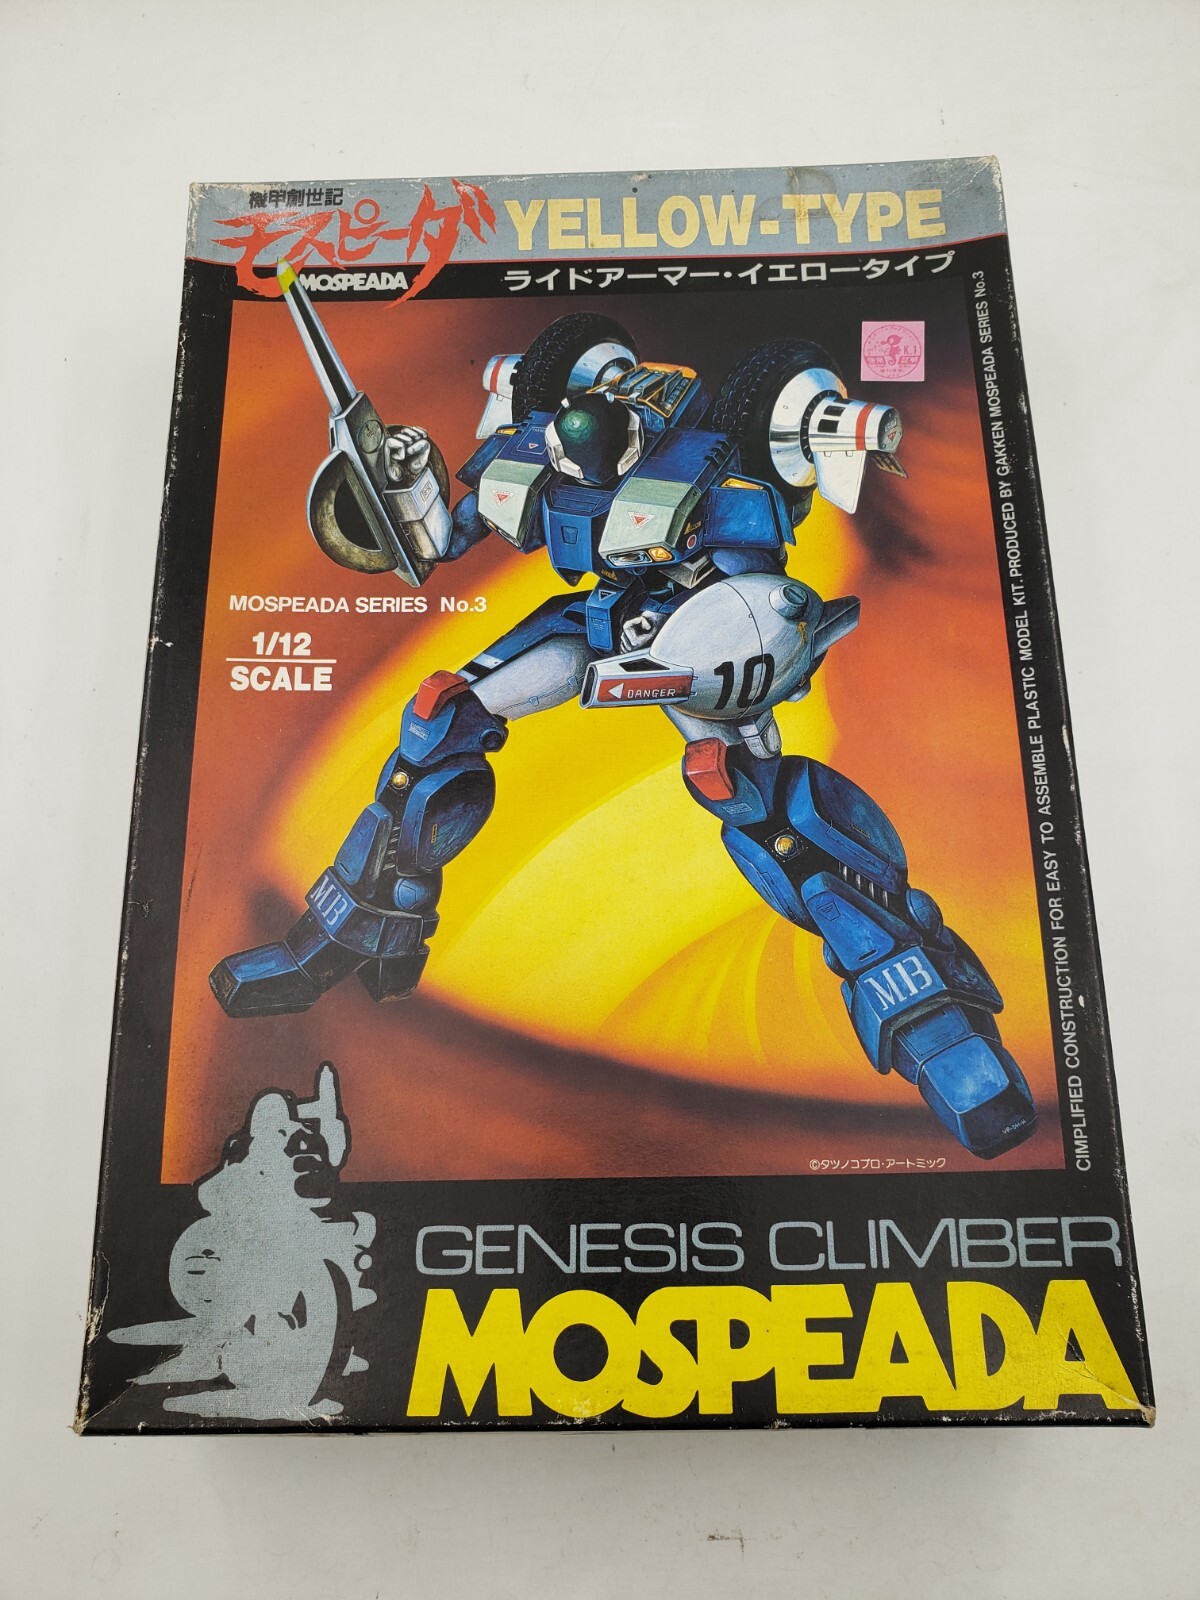 機甲創世記
モスピーダ
MOSPEADA
YELLOW-TYPE
ライドアーマー・イエロータイプ
K.I
MOSPEADA SERIES No.3
1/12
SCALE
DANGER
10
MB
MB
CIMPLIFIED CONSTRUCTION FOR EASY TO ASSEMBLE PLASTIC MODEL KIT. PRODUCED BY GAKKEN MOSPEADA SERIES No.3
©タツノコプロ・アートミック
GENESIS CLIMBER
MOSPEADA